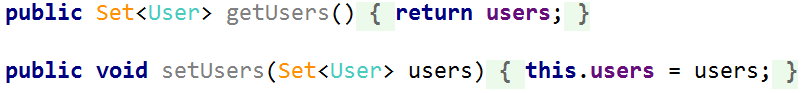 public Set<User> getUsers() { return users; }
public void setUsers(Set<User> users) { this.users = users; }